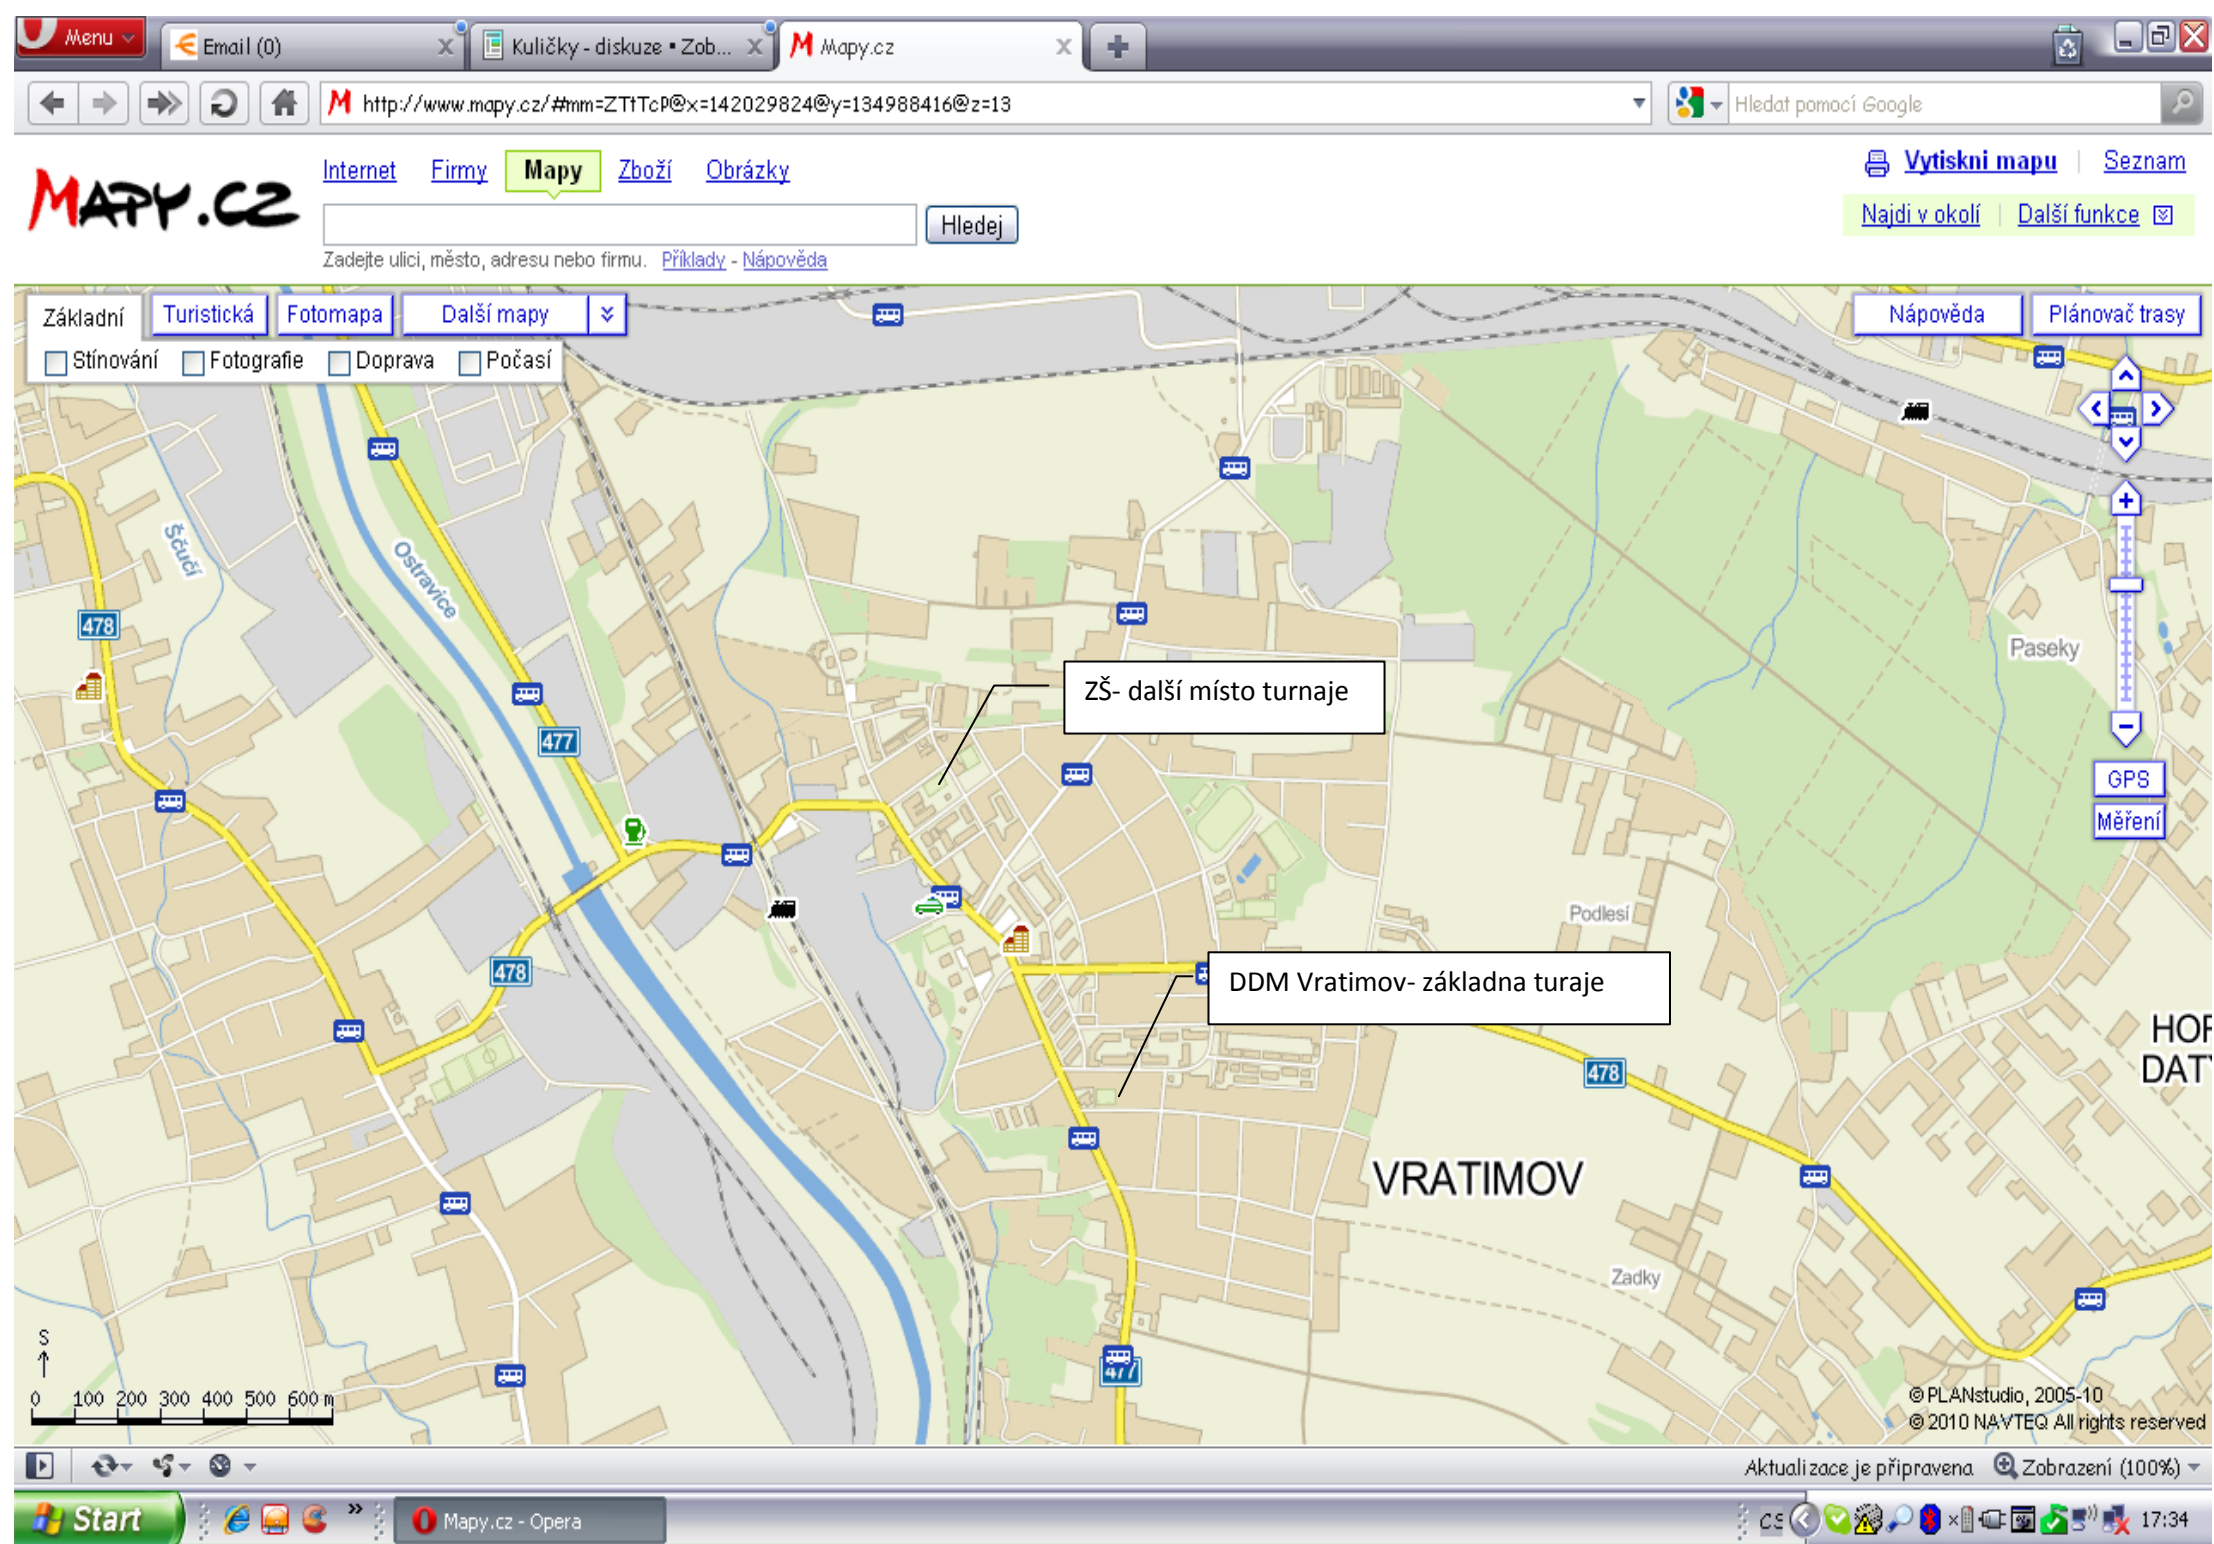 Menu
Email (0)
Kuličky - diskuze • Zob...
Mapy.cz
http://www.mapy.cz/#mm=ZTtTcP@x=142029824@y=134988416@z=13
Hledat pomocí Google
MAPY.CZ
Internet Firmy Mapy Zboží Obrázky
Vytiskni mapu Seznam
Hledej
Najdi v okolí Další funkce
Zadejte ulici, město, adresu nebo firmu. Příklady - Nápověda
Základní Turistická Fotomapa Další mapy
Nápověda Plánovač trasy
Stínování Fotografie Doprava Počasí
Ščučí
Ostravice
478
Paseky
ZŠ- další místo turnaje
477
GPS
Měření
Podlesí
478
DDM Vratimov- základna turaje
HOR
DAT
478
VRATIMOV
Zadky
S
477
0 100 200 300 400 500 600 m
© PLANstudio, 2005-10
© 2010 NAVTEQ All rights reserved
Aktualizace je připravena Zobrazení (100%)
Start
Mapy.cz - Opera
CS
17:34